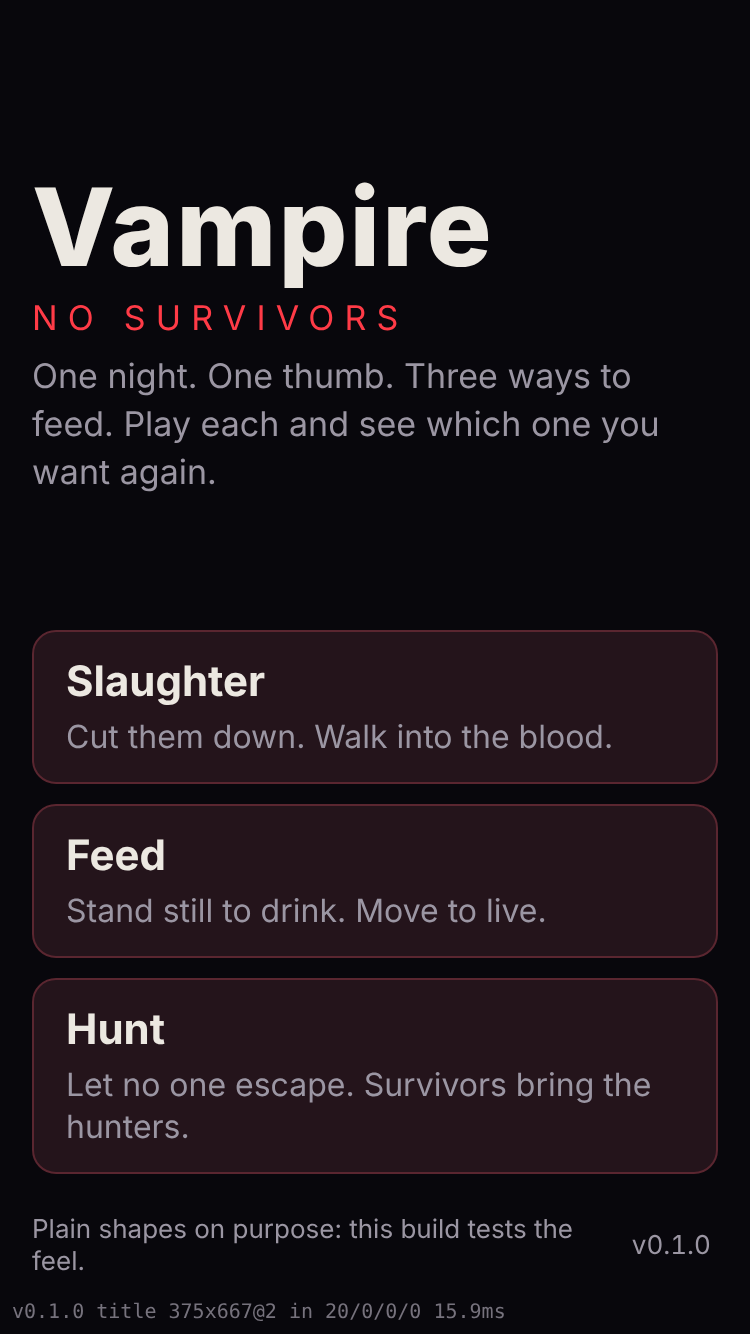 Vampire
NO SURVIVORS
One night. One thumb. Three ways to
feed. Play each and see which one you
want again.
Slaughter
Cut them down. Walk into the blood.
Feed
Stand still to drink. Move to live.
Hunt
Let no one escape. Survivors bring the
hunters.
Plain shapes on purpose: this build tests the
feel.
v0.1.0
v0.1.0 title 375x667@2 in 20/0/0/0 15.9ms